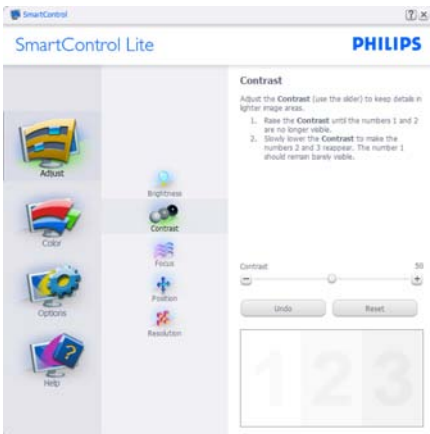 SmartControl
SmartControl Lite
PHILIPS
Adjust
Color
Options
Help
Brightness
Contrast
Focus
Position
Resolution
Contrast
Adjust the Contrast (use the slider) to keep details in
lighter image areas.
1. Raise the Contrast until the numbers 1 and 2
are no longer visible.
2. Slowly lower the Contrast to make the
numbers 2 and 3 reappear. The number 1
should remain barely visible.
Contrast 50
Undo Reset
1 2 3